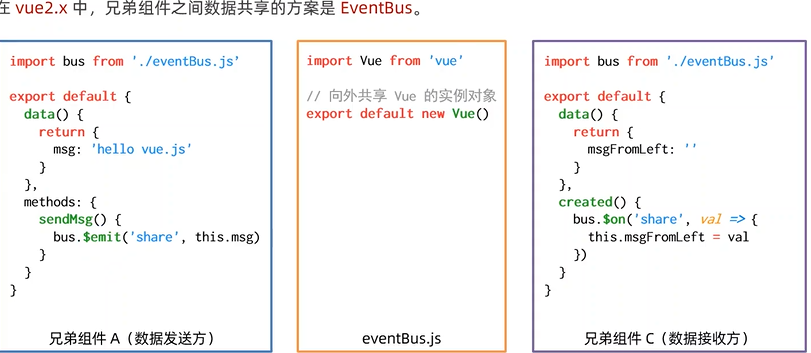 在 vue2.x 中，兄弟组件之间数据共享的方案是 EventBus。
import bus from './eventBus.js'
export default {
data() {
return {
msg: 'hello vue.js'
}
},
methods: {
sendMsg() {
bus.$emit('share', this.msg)
}
}
}
兄弟组件 A（数据发送方）
import Vue from 'vue'
// 向外共享 Vue 的实例对象
export default new Vue()
eventBus.js
import bus from './eventBus.js'
export default {
data() {
return {
msgFromLeft: ''
}
},
created() {
bus.$on('share', val => {
this.msgFromLeft = val
})
}
}
兄弟组件 C（数据接收方）